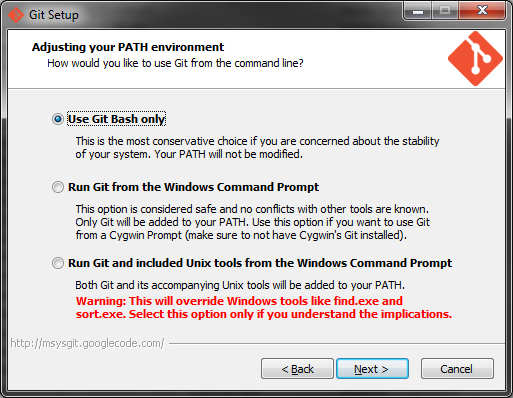 Git Setup
Adjusting your PATH environment
How would you like to use Git from the command line?
Use Git Bash only
This is the most conservative choice if you are concerned about the stability
of your system. Your PATH will not be modified.
Run Git from the Windows Command Prompt
This option is considered safe and no conflicts with other tools are known.
Only Git will be added to your PATH. Use this option if you want to use Git
from a Cygwin Prompt (make sure to not have Cygwin's Git installed).
Run Git and included Unix tools from the Windows Command Prompt
Both Git and its accompanying Unix tools will be added to your PATH.
Warning: This will override Windows tools like find.exe and
sort.exe. Select this option only if you understand the implications.
http://msysgit.googlecode.com/
< Back
Next >
Cancel